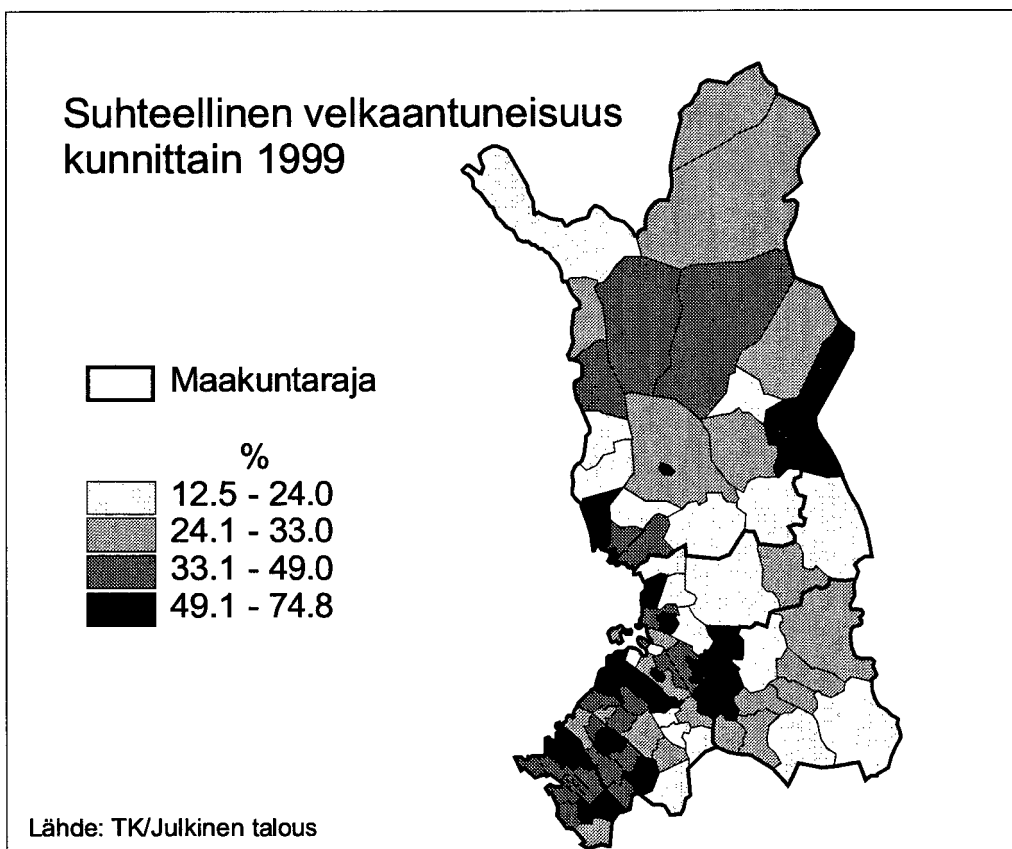 Suhteellinen velkaantuneisuus
kunnittain 1999
Maakuntaraja
%
12.5 - 24.0
24.1 - 33.0
33.1 - 49.0
49.1 - 74.8
Lähde: TK/Julkinen talous